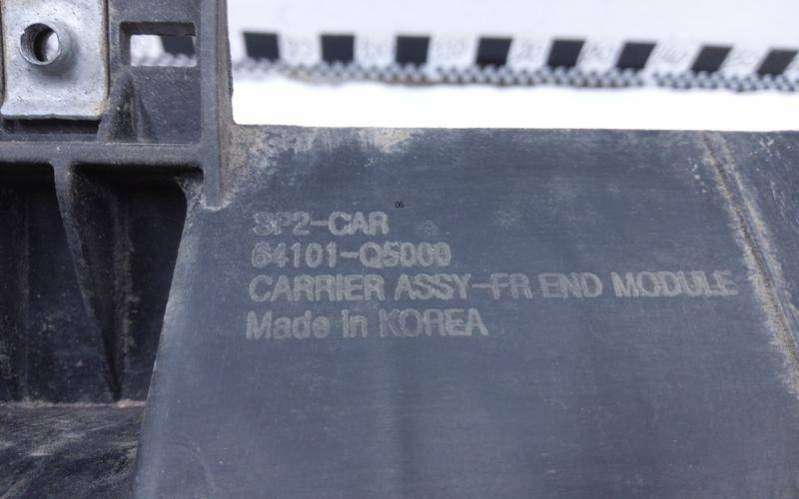 SP2-CAR
64101-Q5000
CARRIER ASSY-FR END MODULE
Made in KOREA